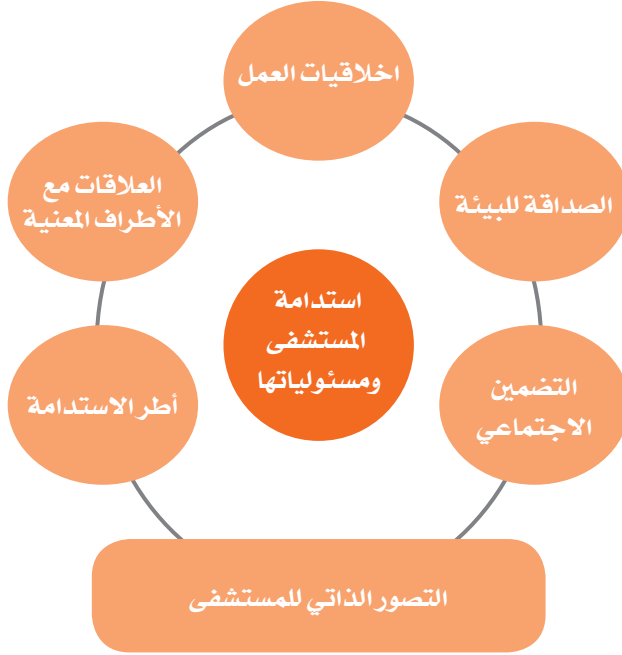 اخلاقيات العمل
الصداقة للبيئة
العلاقات مع
الأطراف المعنية
استدامة
المستشفى
ومسئولياتها
التضمين
الاجتماعي
أطر الاستدامة
التصور الذاتي للمستشفى